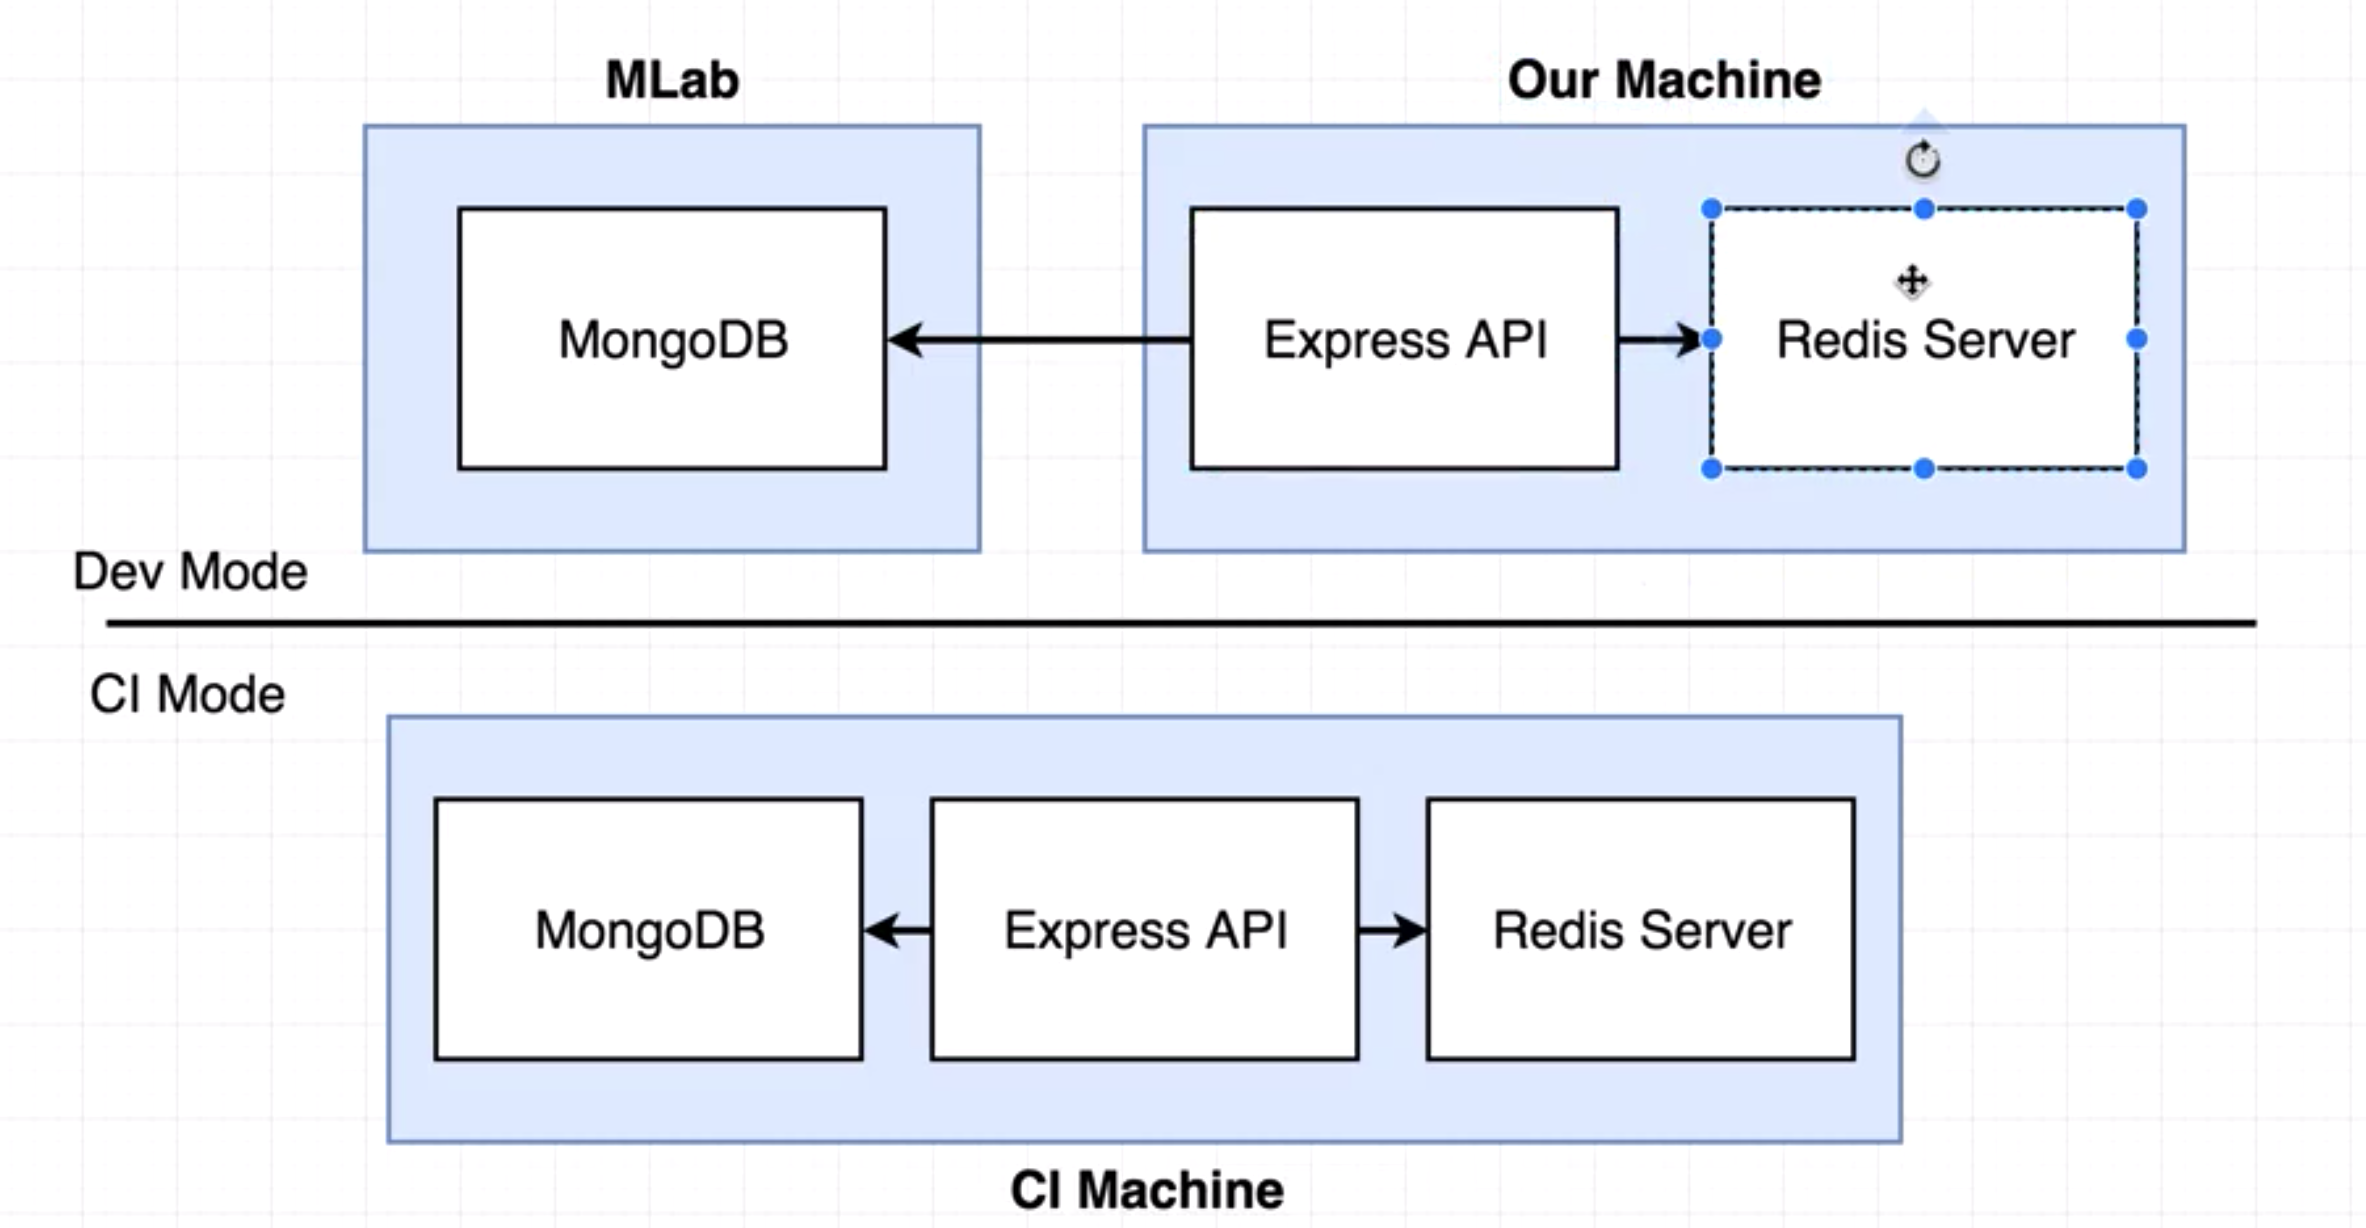 MLab
Our Machine
MongoDB
Express API
Redis Server
Dev Mode
CI Mode
MongoDB
Express API
Redis Server
CI Machine